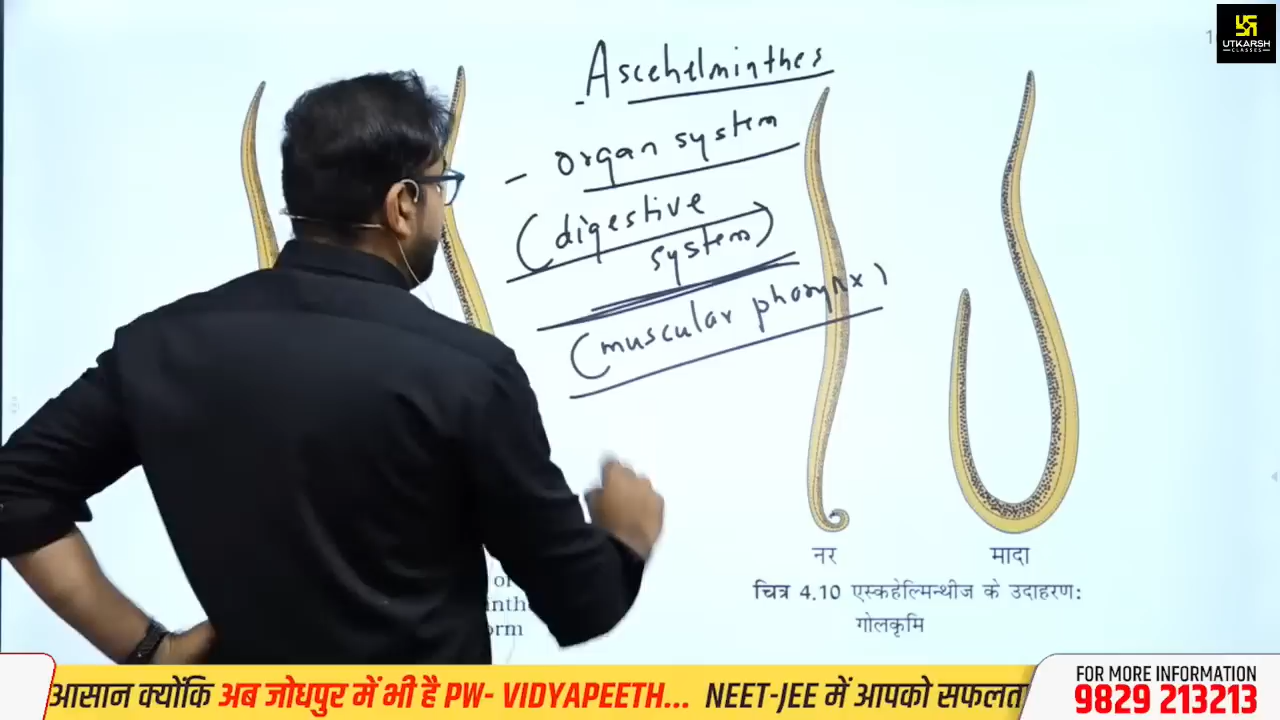 UTKARSH
CLASSES
Ascehelminthes
- organ system
(digestive
system)
(muscular pharynx)
नर
मादा
चित्र 4.10 एस्कहेल्मिन्थीज के उदाहरण:
गोलकृमि
orm
आसान क्योंकि अब जोधपुर में भी है PW- VIDYAPEETH... NEET-JEE में आपको सफलता
FOR MORE INFORMATION
9829 213213